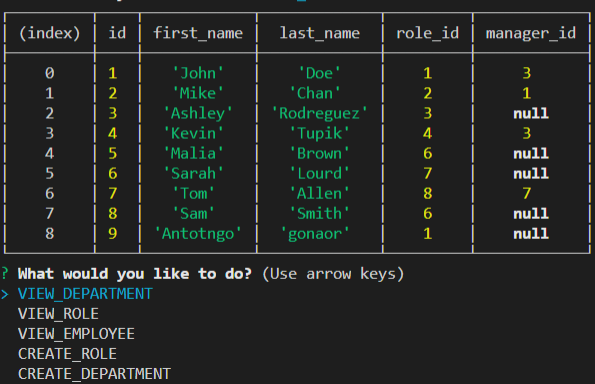 (index) id first_name last_name role_id manager_id
0 1 'John' 'Doe' 1 3
1 2 'Mike' 'Chan' 2 1
2 3 'Ashley' 'Rodreguez' 3 null
3 4 'Kevin' 'Tupik' 4 3
4 5 'Malia' 'Brown' 6 null
5 6 'Sarah' 'Lourd' 7 null
6 7 'Tom' 'Allen' 8 7
7 8 'Sam' 'Smith' 6 null
8 9 'Antotngo' 'gonaor' 1 null
? What would you like to do? (Use arrow keys)
> VIEW_DEPARTMENT
VIEW_ROLE
VIEW_EMPLOYEE
CREATE_ROLE
CREATE_DEPARTMENT